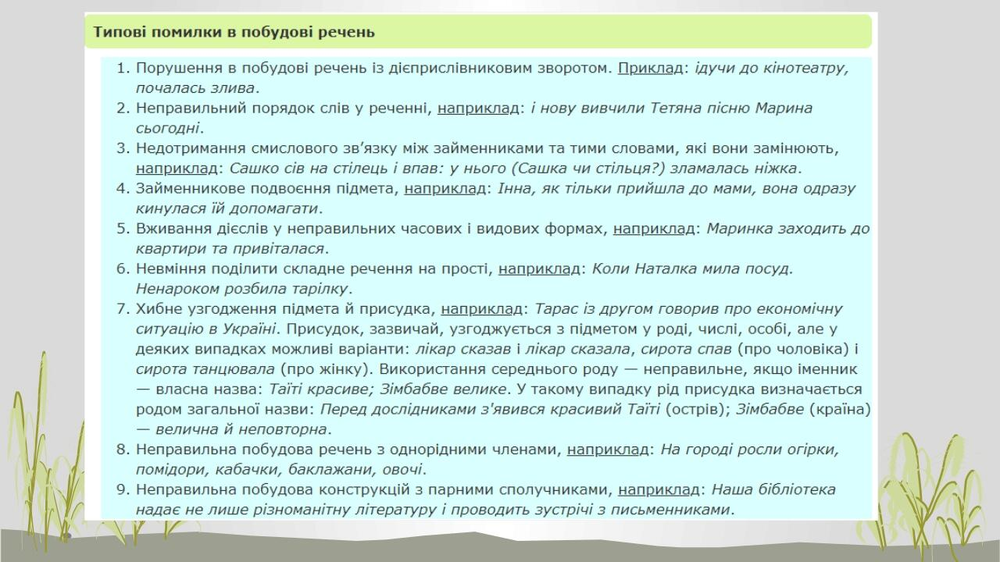 Типові помилки в побудові речень
1. Порушення в побудові речень із дієприслівниковим зворотом. Приклад: ідучи до кінотеатру,
почалась злива.
2. Неправильний порядок слів у реченні, наприклад: і нову вивчили Тетяна пісню Марина
сьогодні.
3. Недотримання смислового зв’язку між займенниками та тими словами, які вони замінюють,
наприклад: Сашко сів на стілець і впав: у нього (Сашка чи стільця?) зламалась ніжка.
4. Займенникове подвоєння підмета, наприклад: Інна, як тільки прийшла до мами, вона одразу
кинулася їй допомагати.
5. Вживання дієслів у неправильних часових і видових формах, наприклад: Маринка заходить до
квартири та привіталася.
6. Невміння поділити складне речення на прості, наприклад: Коли Наталка мила посуд.
Ненароком розбила тарілку.
7. Хибне узгодження підмета й присудка, наприклад: Тарас із другом говорив про економічну
ситуацію в Україні. Присудок, зазвичай, узгоджується з підметом у роді, числі, особі, але у
деяких випадках можливі варіанти: лікар сказав і лікар сказала, сирота спав (про чоловіка) і
сирота танцювала (про жінку). Використання середнього роду — неправильне, якщо іменник
— власна назва: Таїті красиве; Зімбабве велике. У такому випадку рід присудка визначається
родом загальної назви: Перед дослідниками з'явився красивий Таїті (острів); Зімбабве (країна)
— велична й неповторна.
8. Неправильна побудова речень з однорідними членами, наприклад: На городі росли огірки,
помідори, кабачки, баклажани, овочі.
9. Неправильна побудова конструкцій з парними сполучниками, наприклад: Наша бібліотека
надає не лише різноманітну літературу і проводить зустрічі з письменниками.